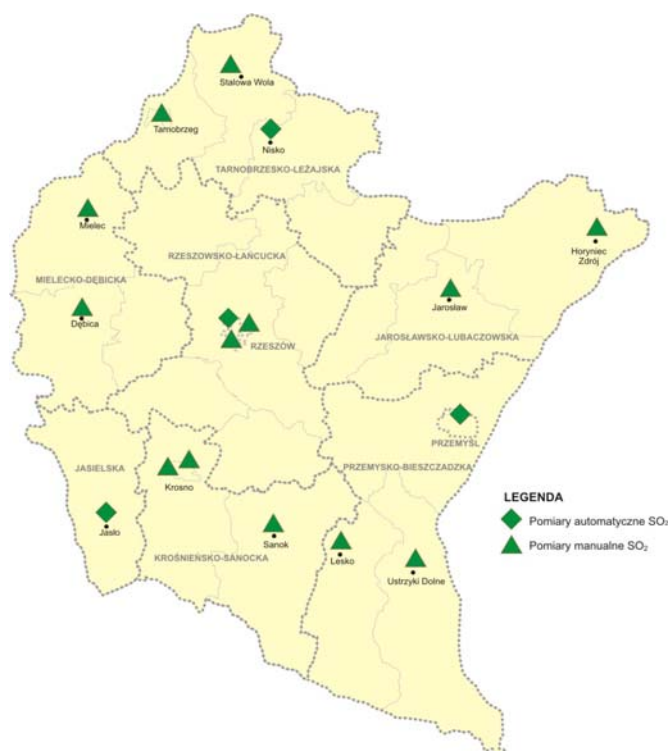 Stalowa Wola
Tarnobrzeg
Nisko
TARNOBRZESKO-LEŻAJSKA
Mielec
RZESZOWSKO-ŁAŃCUCKA
Horyniec
Zdrój
MIELECKO-DĘBICKA
Jarosław
Dębica
RZESZÓW
JAROSŁAWSKO-LUBACZOWSKA
PRZEMYŚL
JASIELSKA
PRZEMYSKO-BIESZCZADZKĄ
Krosno
LEGENDA
Pomiary automatyczne SO₂
Jasło
Sanok
Pomiary manualne SO₂
KROŚNIEŃSKO-SANOCKA
Lesko
Ustrzyki Dolne